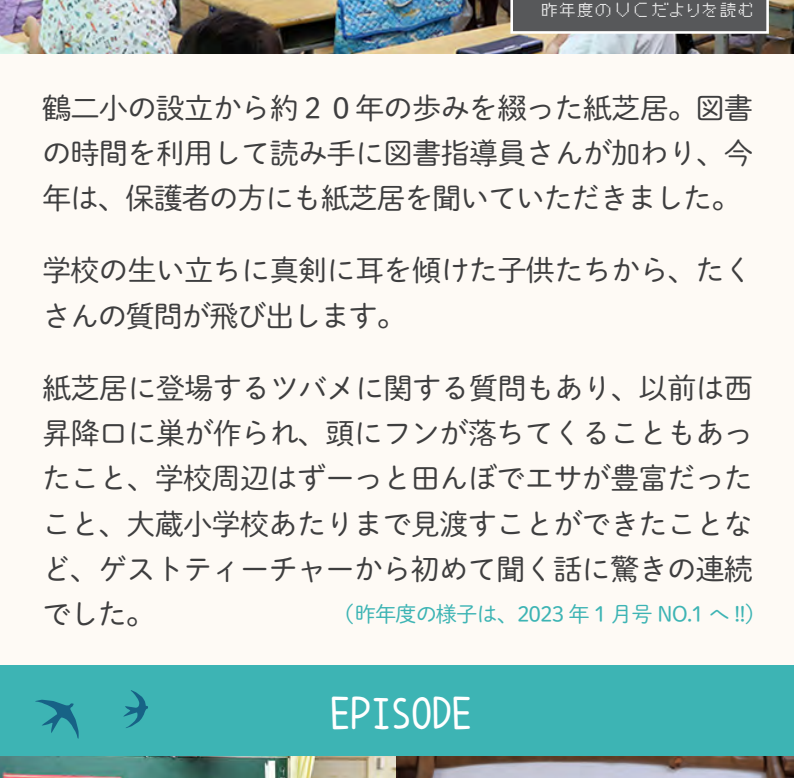 昨年度のVCだよりを読む
鶴二小の設立から約２０年の歩みを綴った紙芝居。図書
の時間を利用して読み手に図書指導員さんが加わり、今
年は、保護者の方にも紙芝居を聞いていただきました。
学校の生い立ちに真剣に耳を傾けた子供たちから、たく
さんの質問が飛び出します。
紙芝居に登場するツバメに関する質問もあり、以前は西
昇降口に巣が作られ、頭にフンが落ちてくることもあっ
たこと、学校周辺はずーっと田んぼでエサが豊富だった
こと、大蔵小学校あたりまで見渡すことができたことな
ど、ゲストティーチャーから初めて聞く話に驚きの連続
でした。
（昨年度の様子は、2023 年 1 月号 NO.1 へ !!）
EPISODE